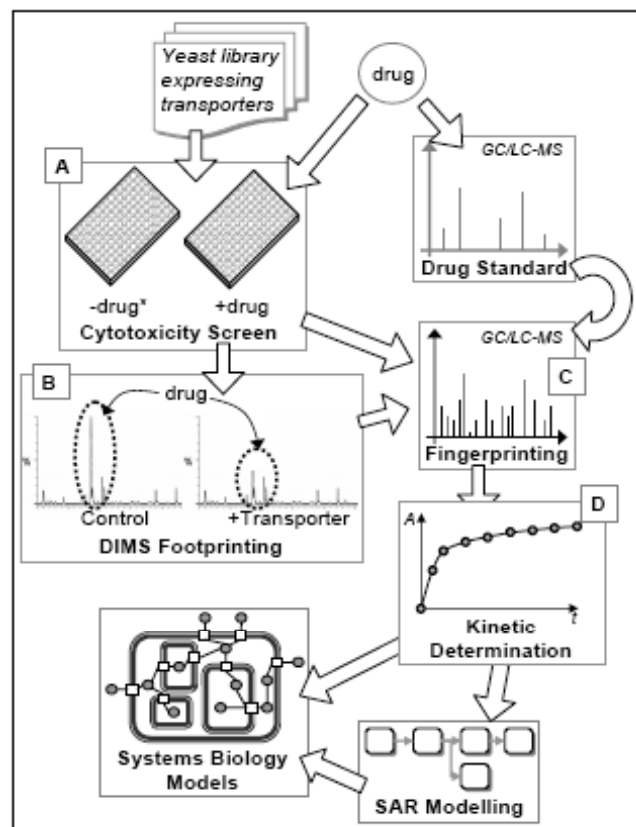 Yeast library
expressing
transporters
drug
A
-drug*
+drug
Cytotoxicity Screen
GC/LC-MS
Drug Standard
B
drug
%
%
Control
+Transporter
DIMS Footprinting
GC/LC-MS
C
Fingerprinting
D
A
t
Kinetic
Determination
Systems Biology
Models
SAR Modelling